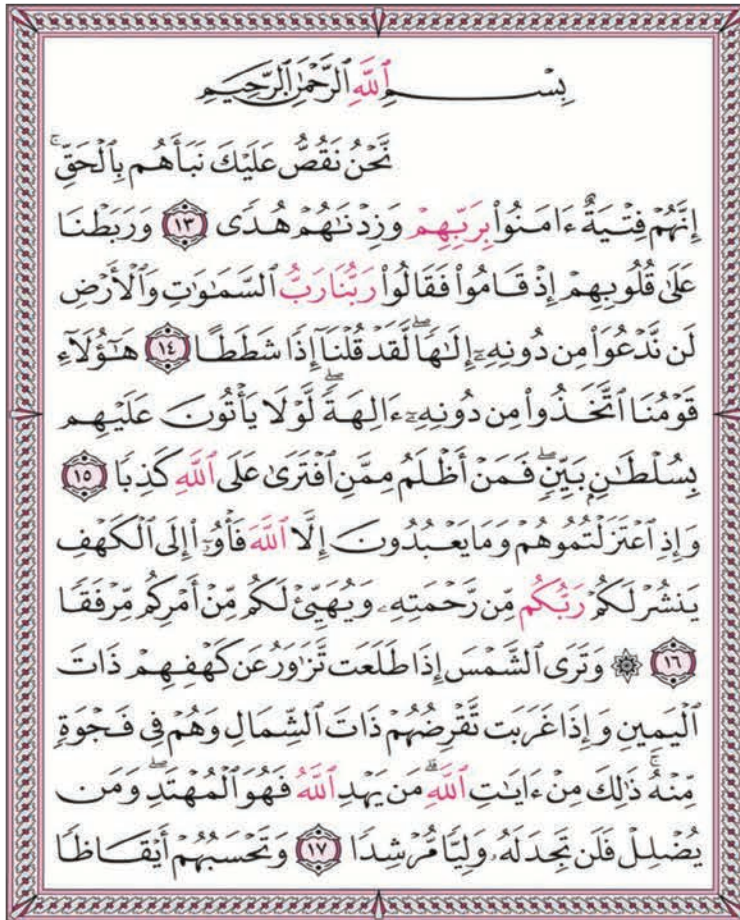 بِسْمِ ٱللَّهِ ٱلرَّحْمَٰنِ ٱلرَّحِيمِ
نَّحْنُ نَقُصُّ عَلَيْكَ نَبَأَهُم بِٱلْحَقِّۚ
إِنَّهُمْ فِتْيَةٌ ءَامَنُوا۟ بِرَبِّهِمْ وَزِدْنَٰهُمْ هُدًى ١٣ وَرَبَطْنَا
عَلَىٰ قُلُوبِهِمْ إِذْ قَامُوا۟ فَقَالُوا۟ رَبُّنَا رَبُّ ٱلسَّمَٰوَٰتِ وَٱلْأَرْضِ
لَن نَّدْعُوَا۟ مِن دُونِهِۦٓ إِلَٰهًاۖ لَّقَدْ قُلْنَآ إِذًا شَطَطًا ١٤ هَٰٓؤُلَآءِ
قَوْمُنَا ٱتَّخَذُوا۟ مِن دُونِهِۦٓ ءَالِهَةًۖ لَّوْلَا يَأْتُونَ عَلَيْهِم
بِسُلْطَٰنٍۭ بَيِّنٍۖ فَمَنْ أَظْلَمُ مِمَّنِ ٱفْتَرَىٰ عَلَى ٱللَّهِ كَذِبًا ١٥
وَإِذِ ٱعْتَزَلْتُمُوهُمْ وَمَا يَعْبُدُونَ إِلَّا ٱللَّهَ فَأْوُۥٓا۟ إِلَى ٱلْكَهْفِ
يَنشُرْ لَكُمْ رَبُّكُم مِّن رَّحْمَتِهِۦ وَيُهَيِّئْ لَكُم مِّنْ أَمْرِكُم مِّرْفَقًا
١٦ ۞ وَتَرَى ٱلشَّمْسَ إِذَا طَلَعَت تَّزَٰوَرُ عَن كَهْفِهِمْ ذَاتَ
ٱلْيَمِينِ وَإِذَا غَرَبَت تَّقْرِضُهُمْ ذَاتَ ٱلشِّمَالِ وَهُمْ فِى فَجْوَةٍ
مِّنْهُۚ ذَٰلِكَ مِنْ ءَايَٰتِ ٱللَّهِۗ مَن يَهْدِ ٱللَّهُ فَهُوَ ٱلْمُهْتَدِۖ وَمَن
يُضْلِلْ فَلَن تَجِدَ لَهُۥ وَلِيًّا مُّرْشِدًا ١٧ وَتَحْسَبُهُمْ أَيْقَاظًا